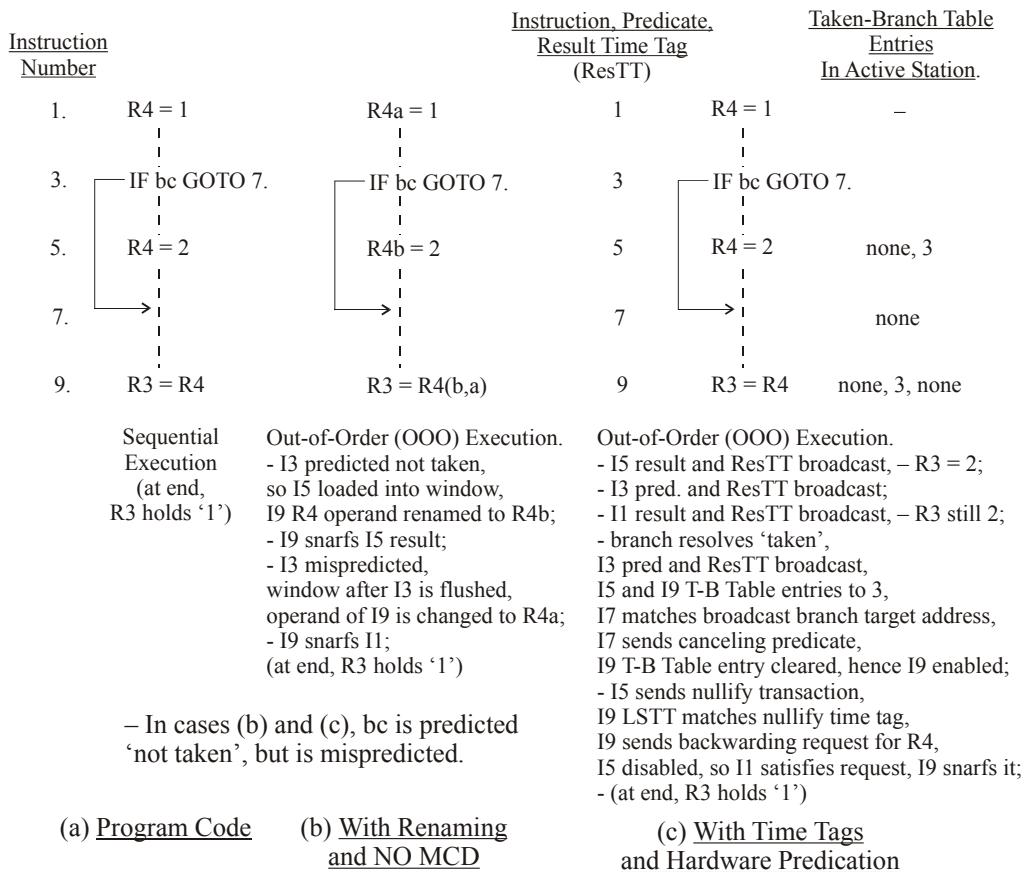 Instruction
Number
Instruction, Predicate,
Result Time Tag
(ResTT)
Taken-Branch Table
Entries
In Active Station.
1. R4 = 1 R4a = 1 1 R4 = 1 –
3. IF bc GOTO 7. IF bc GOTO 7. 3 IF bc GOTO 7.
5. R4 = 2 R4b = 2 5 R4 = 2 none, 3
7. 7 none
9. R3 = R4 R3 = R4(b,a) 9 R3 = R4 none, 3, none
Sequential
Execution
(at end,
R3 holds ‘1’)
Out-of-Order (OOO) Execution.
- I3 predicted not taken,
so I5 loaded into window,
I9 R4 operand renamed to R4b;
- I9 snarfs I5 result;
- I3 mispredicted,
window after I3 is flushed,
operand of I9 is changed to R4a;
- I9 snarfs I1;
(at end, R3 holds ‘1’)
Out-of-Order (OOO) Execution.
- I5 result and ResTT broadcast, – R3 = 2;
- I3 pred. and ResTT broadcast;
- I1 result and ResTT broadcast, – R3 still 2;
- branch resolves ‘taken’,
I3 pred and ResTT broadcast,
I5 and I9 T-B Table entries to 3,
I7 matches broadcast branch target address,
I7 sends canceling predicate,
I9 T-B Table entry cleared, hence I9 enabled;
- I5 sends nullify transaction,
I9 LSTT matches nullify time tag,
I9 sends backwarding request for R4,
I5 disabled, so I1 satisfies request, I9 snarfs it;
- (at end, R3 holds ‘1’)
– In cases (b) and (c), bc is predicted
‘not taken’, but is mispredicted.
(a) Program Code
(b) With Renaming
and NO MCD
(c) With Time Tags
and Hardware Predication